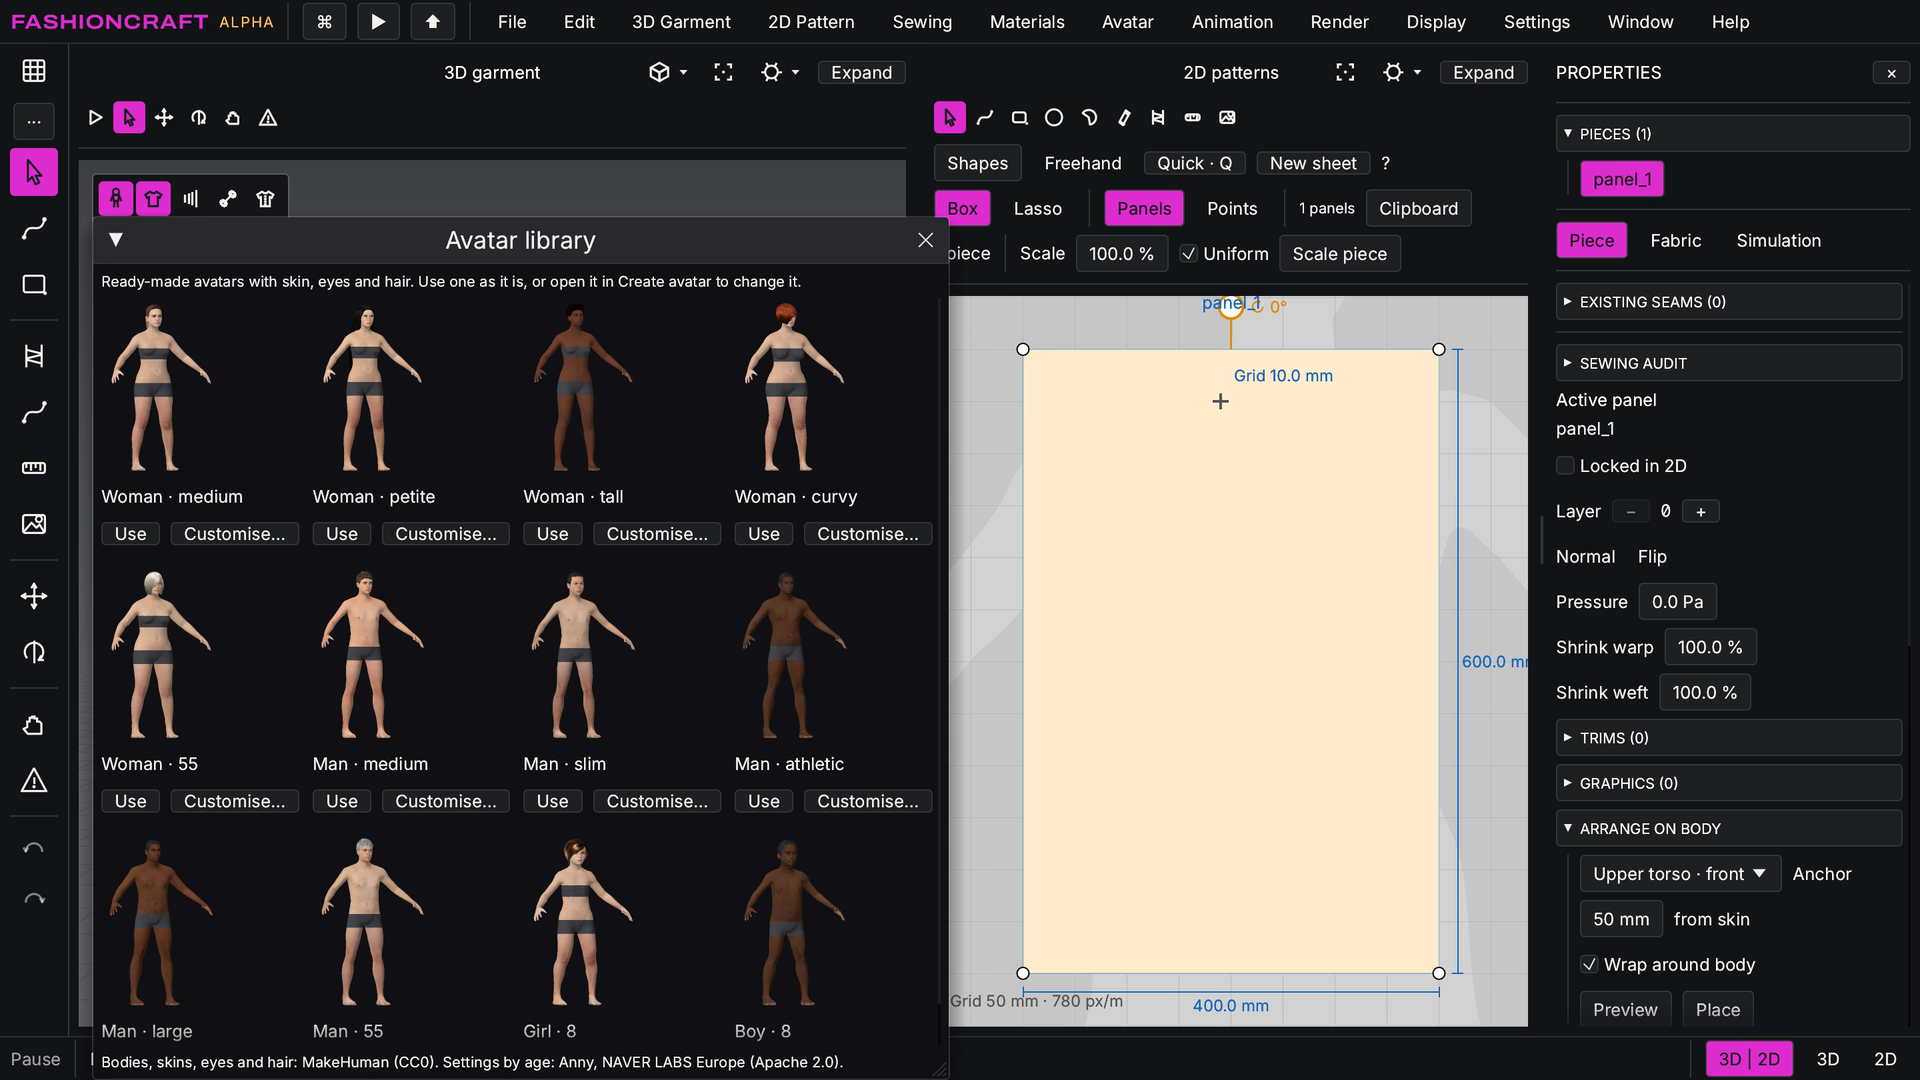 FASHIONCRAFT ALPHA
File Edit 3D Garment 2D Pattern Sewing Materials Avatar Animation Render Display Settings Window Help
3D garment Expand
2D patterns Expand
PROPERTIES
PIECES (1)
panel_1
Shapes Freehand Quick · Q New sheet ?
Box Lasso Panels Points 1 panels Clipboard
piece Scale 100.0 % Uniform Scale piece
Piece Fabric Simulation
Avatar library
Ready-made avatars with skin, eyes and hair. Use one as it is, or open it in Create avatar to change it.
Woman · medium Woman · petite Woman · tall Woman · curvy
Use Customise... Use Customise... Use Customise... Use Customise...
Woman · 55 Man · medium Man · slim Man · athletic
Use Customise... Use Customise... Use Customise... Use Customise...
Man · large Man · 55 Girl · 8 Boy · 8
Bodies, skins, eyes and hair: MakeHuman (CC0). Settings by age: Anny, NAVER LABS Europe (Apache 2.0).
panel_1 0°
Grid 10.0 mm
600.0 mm
400.0 mm
Grid 50 mm · 780 px/m
EXISTING SEAMS (0)
SEWING AUDIT
Active panel
panel_1
Locked in 2D
Layer − 0 +
Normal Flip
Pressure 0.0 Pa
Shrink warp 100.0 %
Shrink weft 100.0 %
TRIMS (0)
GRAPHICS (0)
ARRANGE ON BODY
Upper torso · front Anchor
50 mm from skin
Wrap around body
Preview Place
Pause
3D | 2D 3D 2D